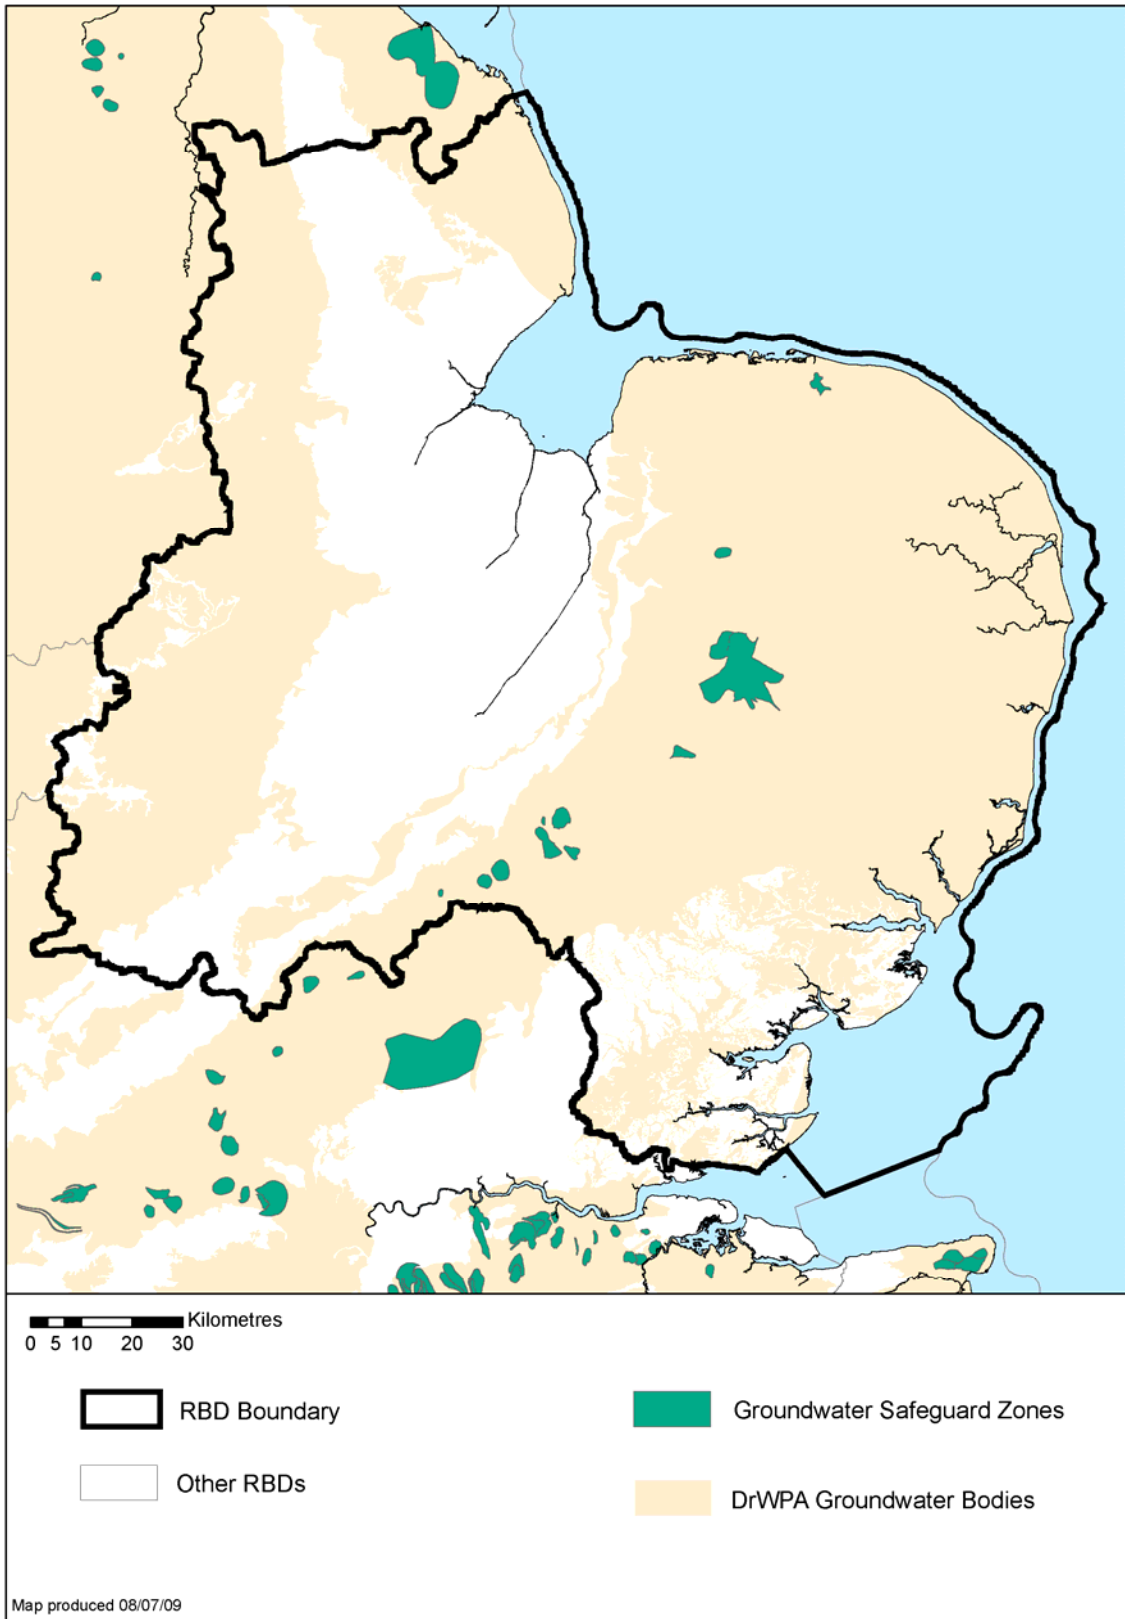 Kilometres
0 5 10 20 30
RBD Boundary
Groundwater Safeguard Zones
Other RBDs
DrWPA Groundwater Bodies
Map produced 08/07/09